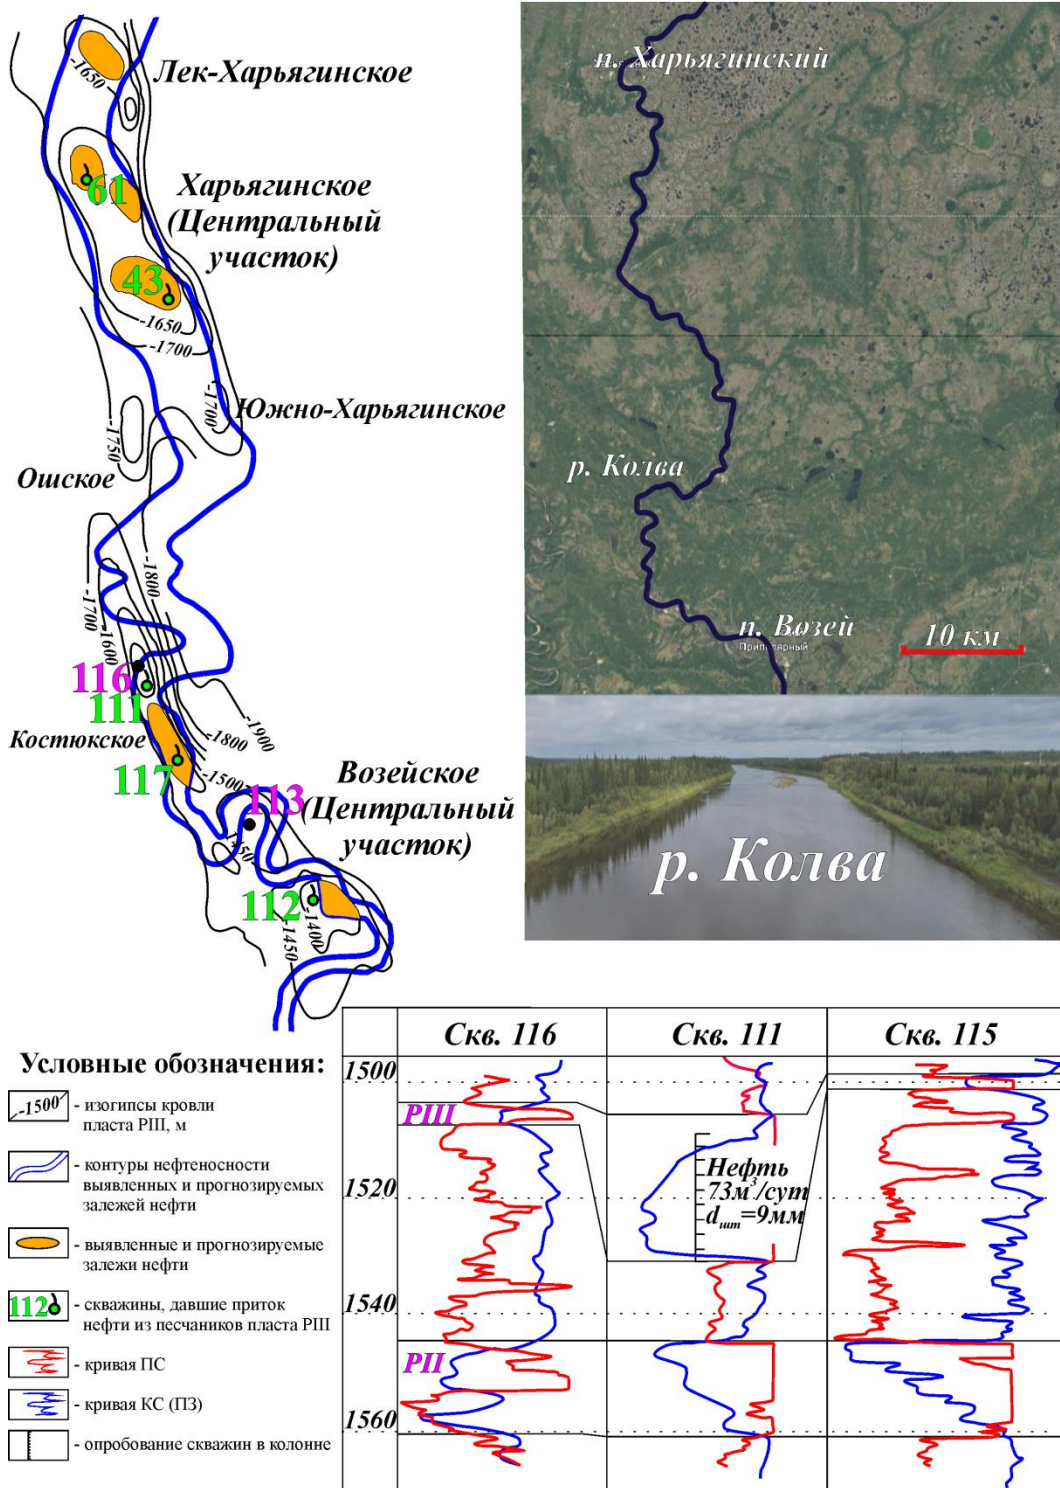 -1650
Лек-Харьягинское
61
Харьягинское
(Центральный
участок)
43
-1650
-1700
-1700
Южно-Харьягинское
-1750
Ошское
-1800
-1700
-1600
116
111
Костюкское
-1900
-1800
117
-1500
Возейское
(Центральный
участок)
113
-1450
112
-1400
-1450
п. Харьягинский
р. Колва
п. Возей
Приполярный
10 км
р. Колва
Условные обозначения:
-1500
- изогипсы кровли
пласта PIII, м
- контуры нефтеносности
выявленных и прогнозируемых
залежей нефти
- выявленные и прогнозируемые
залежи нефти
112
- скважины, давшие приток
нефти из песчаников пласта PIII
- кривая ПС
- кривая КС (ПЗ)
- опробование скважин в колонне
Скв. 116
Скв. 111
Скв. 115
1500
PIII
Нефть
73м³/сут
dшт=9мм
1520
1540
PII
1560